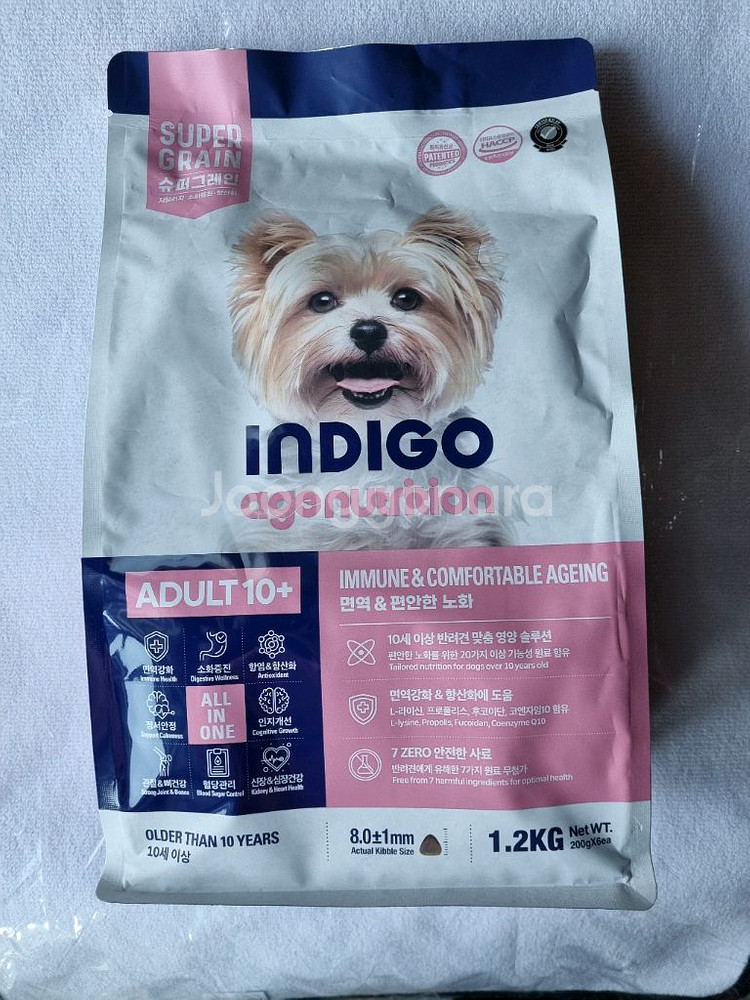 SUPER
GRAIN
슈퍼그레인
PATENTED
HACCP
INDIGO
age nutrition
Joonggonara
ADULT 10+
면역강화
Immune Health
소화증진
Digestive Wellness
항염&항산화
Antioxidant
정서안정
Support Calmness
ALL
IN
ONE
인지개선
Cognitive Growth
관절&뼈건강
Strong Joint & Bones
혈당관리
Blood Sugar Control
신장&심장건강
Kidney & Heart Health
IMMUNE & COMFORTABLE AGEING
면역 & 편안한 노화
10세 이상 반려견 맞춤 영양 솔루션
편안한 노화를 위한 20가지 이상 기능성 원료 함유
Tailored nutrition for dogs over 10 years old
면역강화 & 항산화에 도움
L-라이신, 프로폴리스, 후코이단, 코엔자임10 함유
L-lysine, Propolis, Fucoidan, Coenzyme Q10
7 ZERO 안전한 사료
반려견에게 유해한 7가지 원료 무첨가
Free from 7 harmful ingredients for optimal health
OLDER THAN 10 YEARS
10세 이상
8.0±1mm
Actual Kibble Size
1.2KG Net WT.
200gX6ea